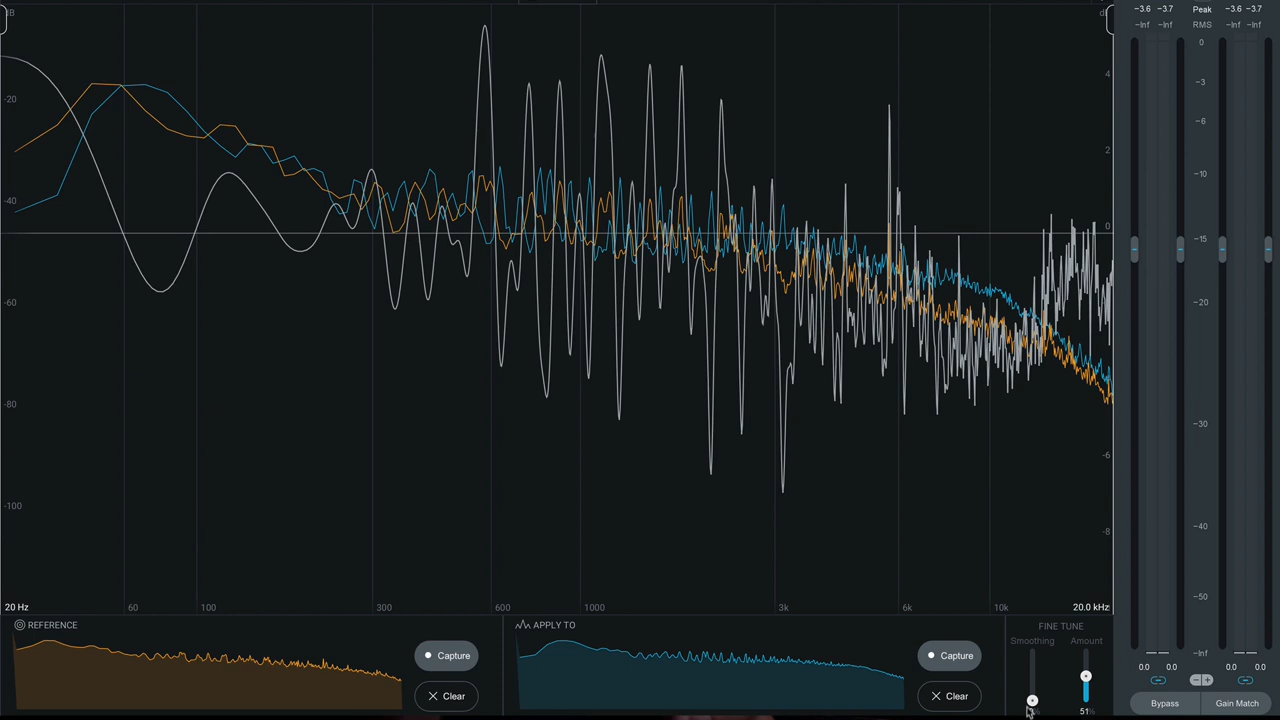 −3.6 −3.7 Peak −3.6 −3.7
−Inf −Inf RMS −Inf −Inf
0
-20
4
−3
−6
2
−10
-40
0
−15
-60
−20
-80
−30
-6
-100
−40
-8
−50
20 Hz 60 100 300 600 1000 3k 6k 10k 20.0 kHz
REFERENCE
APPLY TO
FINE TUNE
Smoothing Amount
Capture
Capture
−Inf
0.0 0.0 0.0 0.0
Clear
Clear
51%
Bypass
Gain Match